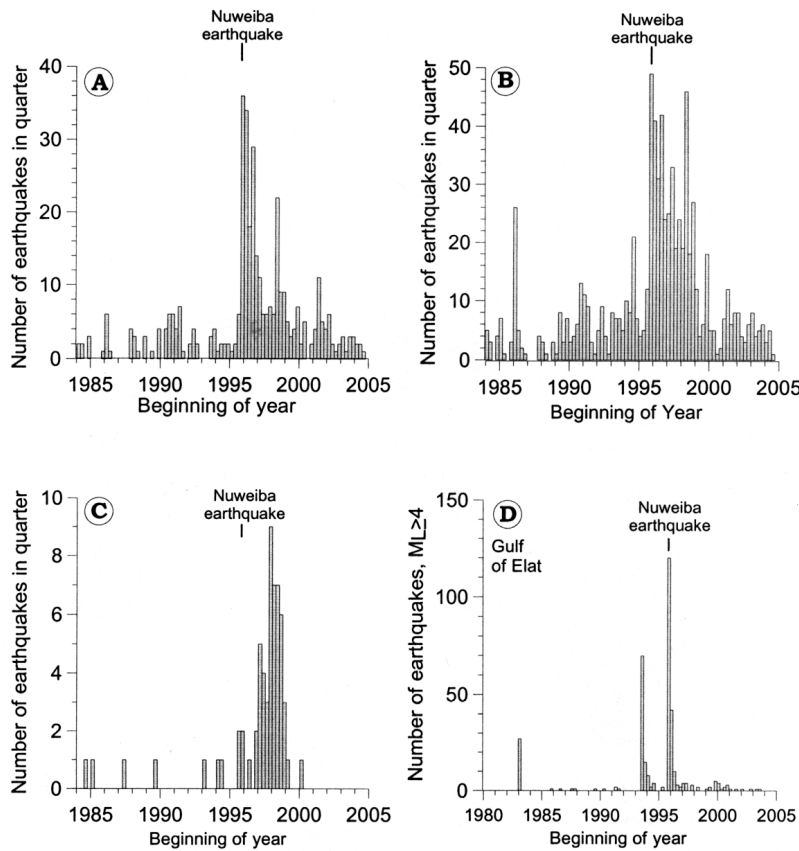 Nuweiba
earthquake
A
Number of earthquakes in quarter
40
30
20
10
0
1985 1990 1995 2000 2005
Beginning of year
Nuweiba
earthquake
B
Number of earthquakes in quarter
50
40
30
20
10
0
1985 1990 1995 2000 2005
Beginning of Year
Nuweiba
earthquake
C
Number of earthquakes in quarter
10
8
6
4
2
0
1985 1990 1995 2000 2005
Beginning of year
Nuweiba
earthquake
D
Gulf
of Elat
Number of earthquakes, ML≥4
150
100
50
0
1980 1985 1990 1995 2000 2005
Beginning of year